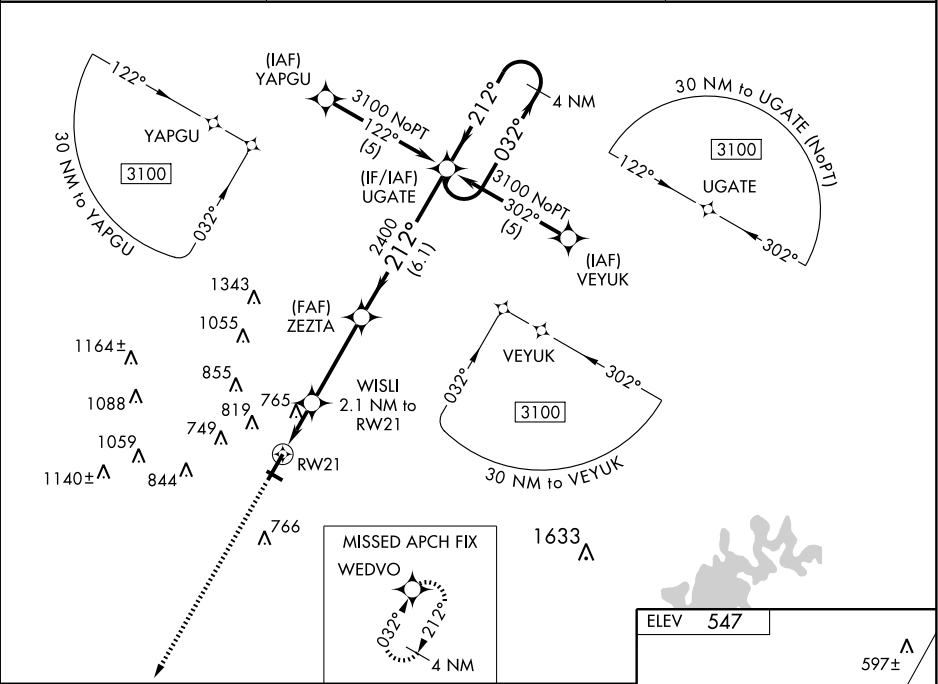 122°
YAPGU
3100
30 NM to YAPGU
032°
(IAF)
YAPGU
3100 NoPT
122°
(5)
212°
032°
4 NM
(IF/IAF)
UGATE
3100 NoPT
302°
(5)
(IAF)
VEYUK
30 NM to UGATE (NoPT)
3100
122°
UGATE
302°
2400
212°
(6.1)
(FAF)
ZEZTA
1343
1055
1164±
855
1088
819
765
749
1059
1140±
844
WISLI
2.1 NM to
RW21
RW21
766
VEYUK
032°
302°
3100
30 NM to VEYUK
MISSED APCH FIX
WEDVO
032°
212°
4 NM
1633
ELEV 547
597±